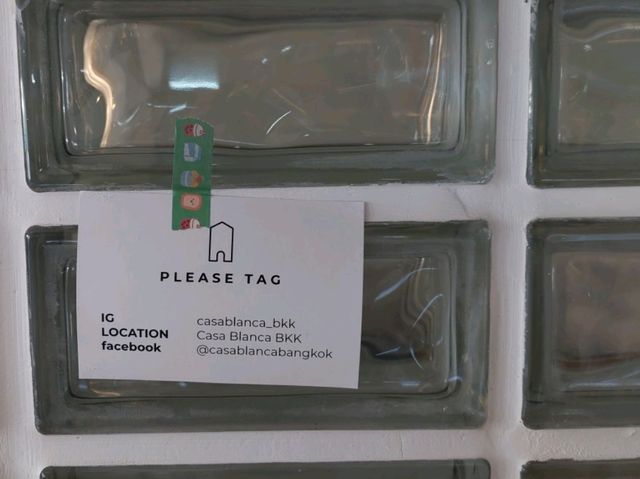 PLEASE TAG
IG casablanca_bkk
LOCATION Casa Blanca BKK
facebook @casablancabangkok